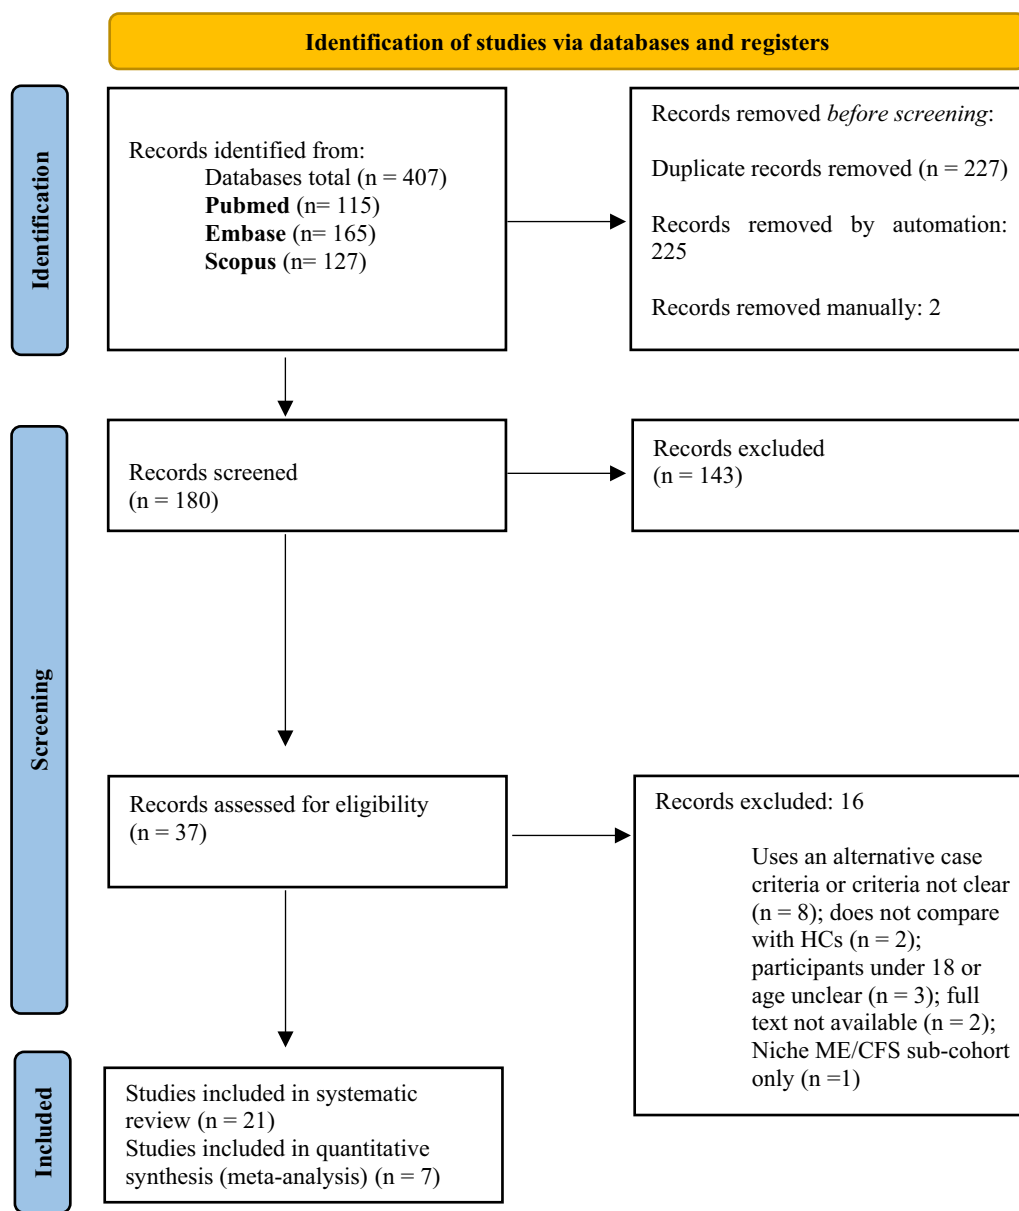 Identification of studies via databases and registers
Identification
Records identified from:
Databases total (n = 407)
Pubmed (n= 115)
Embase (n= 165)
Scopus (n= 127)
Records removed before screening:
Duplicate records removed (n = 227)
Records removed by automation:
225
Records removed manually: 2
Screening
Records screened
(n = 180)
Records excluded
(n = 143)
Records assessed for eligibility
(n = 37)
Records excluded: 16
Uses an alternative case
criteria or criteria not clear
(n = 8); does not compare
with HCs (n = 2);
participants under 18 or
age unclear (n = 3); full
text not available (n = 2);
Niche ME/CFS sub-cohort
only (n =1)
Included
Studies included in systematic
review (n = 21)
Studies included in quantitative
synthesis (meta-analysis) (n = 7)